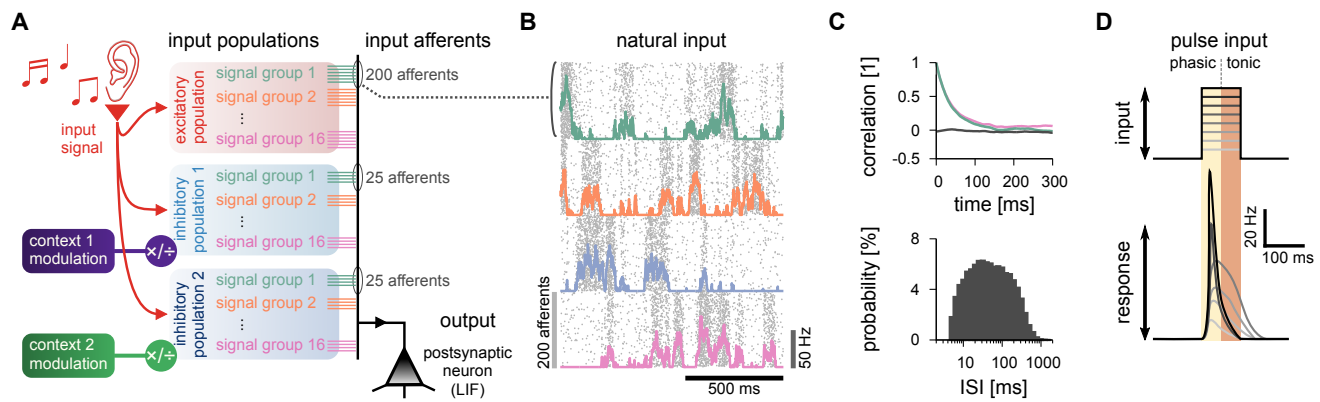 A
input populations
input afferents
input
signal
excitatory
population
signal group 1
signal group 2
...
signal group 16
200 afferents
inhibitory
population 1
signal group 1
signal group 2
...
signal group 16
25 afferents
context 1
modulation
×/÷
inhibitory
population 2
signal group 1
signal group 2
...
signal group 16
25 afferents
context 2
modulation
×/÷
output
postsynaptic
neuron
(LIF)
B
natural input
200 afferents
50 Hz
500 ms
C
correlation [1]
1
0.5
0
-0.5
0
100
300
time [ms]
probability [%]
8
4
0
10
100
1000
ISI [ms]
D
pulse input
phasic
tonic
input
response
20 Hz
100 ms